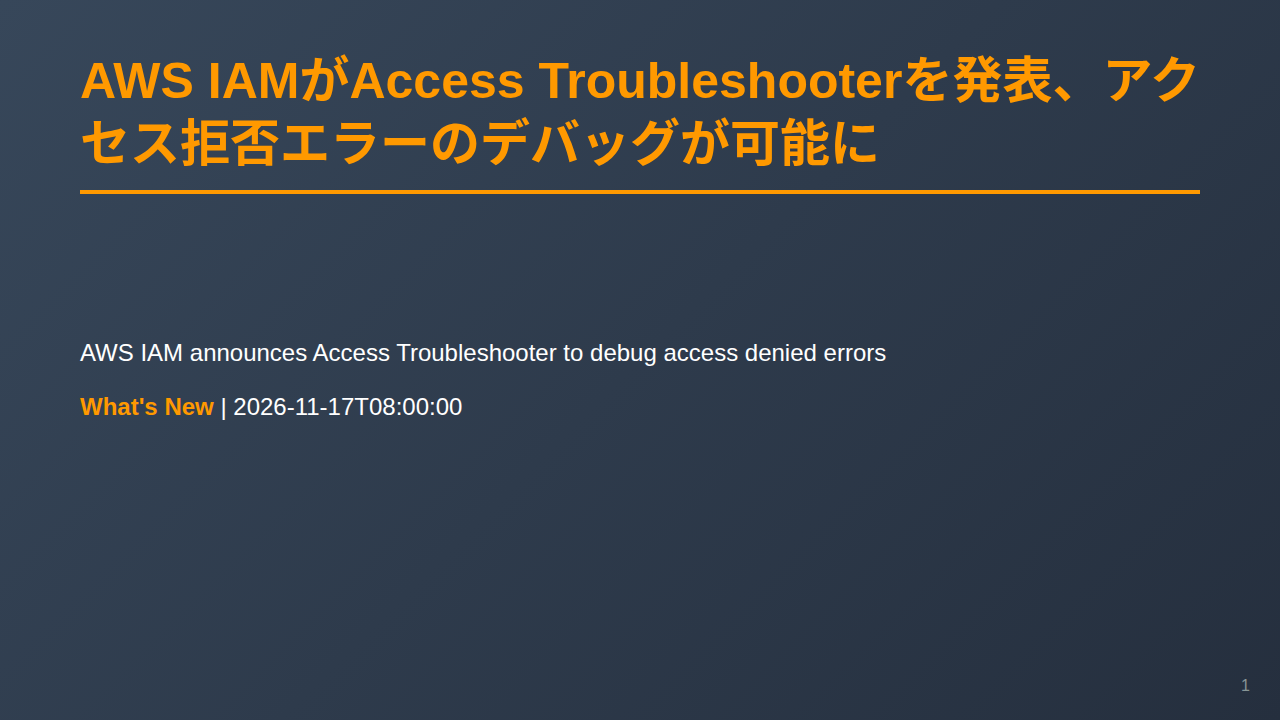 AWS IAMがAccess Troubleshooterを発表、アク
セス拒否エラーのデバッグが可能に
AWS IAM announces Access Troubleshooter to debug access denied errors
What's New | 2026-11-17T08:00:00
1